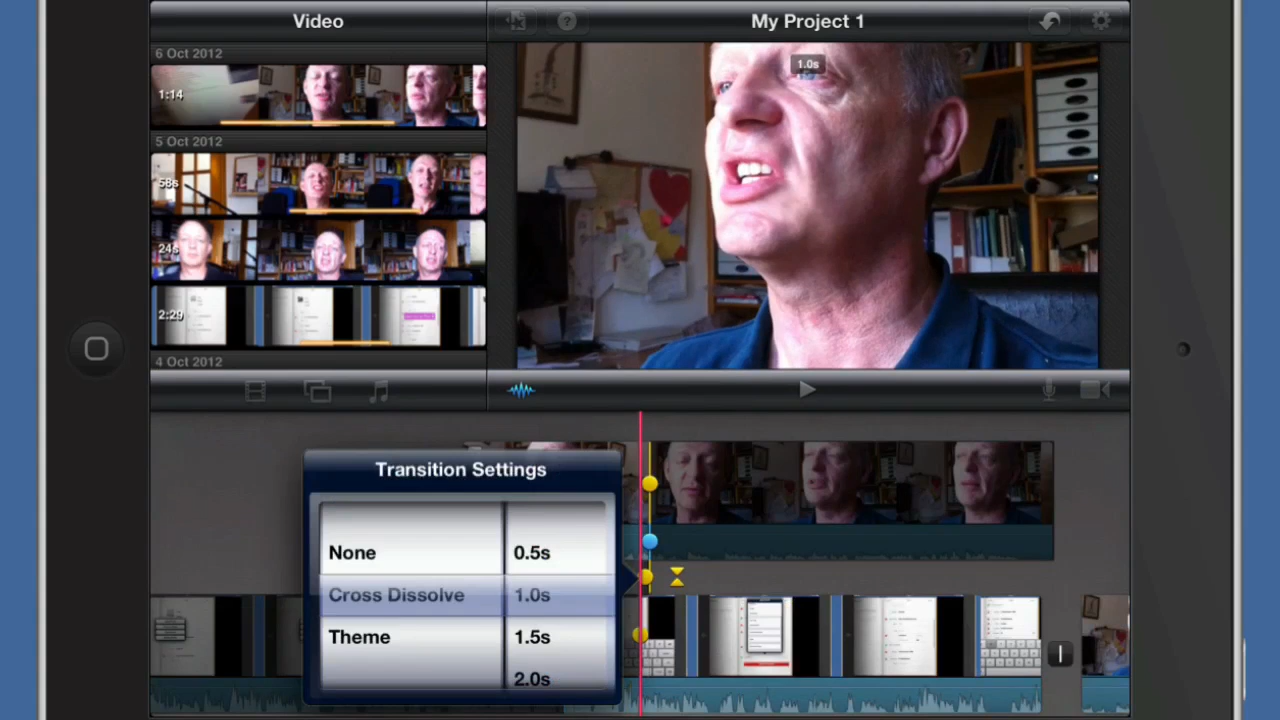 Video
My Project 1
6 Oct 2012
1.0s
1:14
5 Oct 2012
58s
24s
2:29
4 Oct 2012
Transition Settings
None 0.5s
Cross Dissolve 1.0s
Theme 1.5s
2.0s